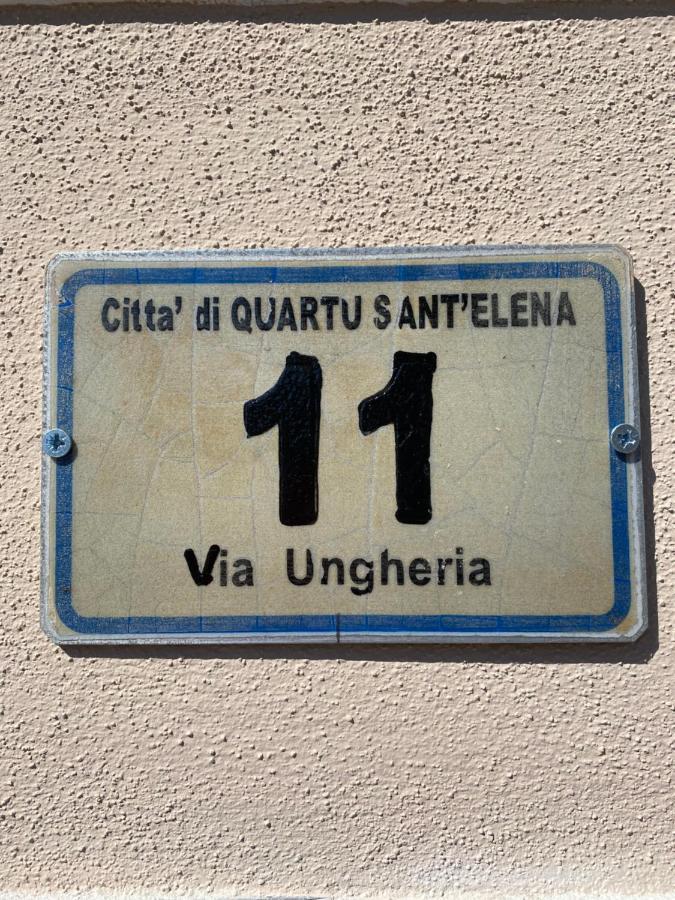 Citta' di QUARTU SANT'ELENA
11
Via Ungheria